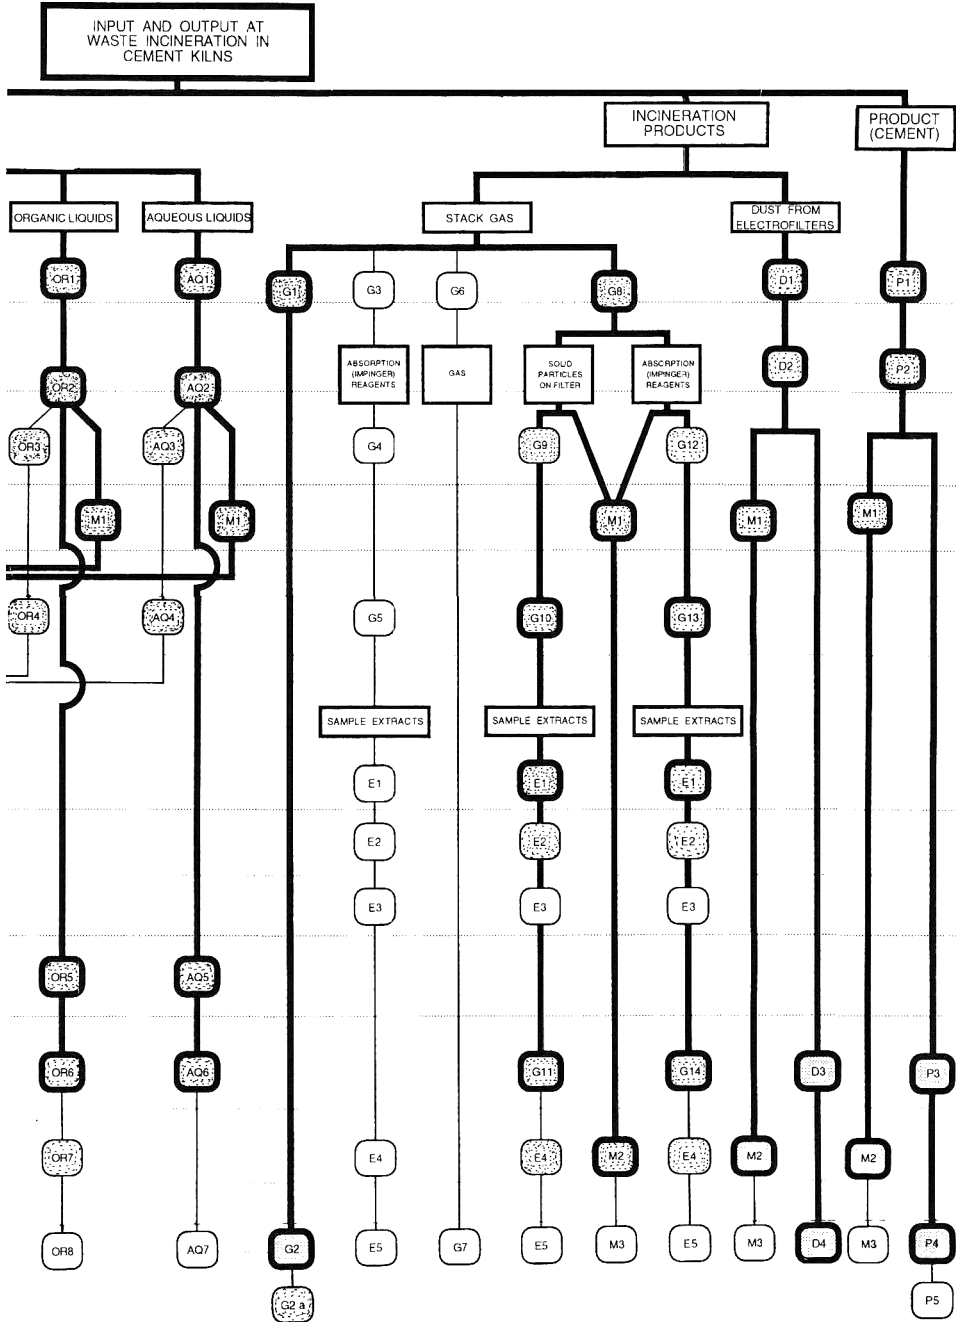 INPUT AND OUTPUT AT
WASTE INCINERATION IN
CEMENT KILNS
INCINERATION
PRODUCTS
PRODUCT
(CEMENT)
ORGANIC LIQUIDS
AQUEOUS LIQUIDS
STACK GAS
DUST FROM
ELECTROFILTERS
OR1
AQ1
G1
G3
G6
G8
D1
P1
OR2
AQ2
ABSORPTION
(IMPINGER)
REAGENTS
GAS
SOLID
PARTICLES
ON FILTER
ABSCRPTION
(IMPINGER)
REAGENTS
D2
P2
OR3
AQ3
G4
G9
G12
M1
M1
M1
M1
M1
OR4
AQ4
G5
G10
G13
SAMPLE EXTRACTS
SAMPLE EXTRACTS
SAMPLE EXTRACTS
E1
E1
E1
E2
E2
E2
E3
E3
E3
OR5
AQ5
OR6
AQ6
G11
G14
D3
P3
OR7
E4
E4
M2
E4
M2
M2
OR8
AQ7
G2
E5
G7
E5
M3
E5
M3
D4
M3
P4
G2 a
P5